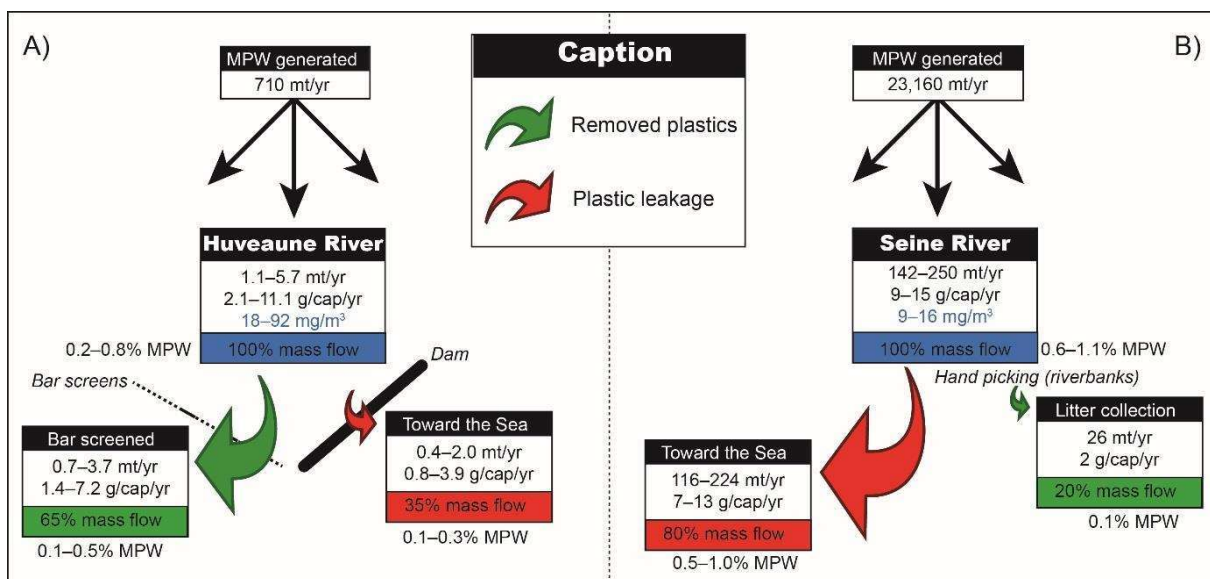 A)
MPW generated
710 mt/yr
Huveaune River
1.1–5.7 mt/yr
2.1–11.1 g/cap/yr
18–92 mg/m³
100% mass flow
0.2–0.8% MPW
Bar screens
Dam
Bar screened
0.7–3.7 mt/yr
1.4–7.2 g/cap/yr
65% mass flow
0.1–0.5% MPW
Toward the Sea
0.4–2.0 mt/yr
0.8–3.9 g/cap/yr
35% mass flow
0.1–0.3% MPW
Caption
Removed plastics
Plastic leakage
B)
MPW generated
23,160 mt/yr
Seine River
142–250 mt/yr
9–15 g/cap/yr
9–16 mg/m³
100% mass flow
0.6–1.1% MPW
Hand picking (riverbanks)
Toward the Sea
116–224 mt/yr
7–13 g/cap/yr
80% mass flow
0.5–1.0% MPW
Litter collection
26 mt/yr
2 g/cap/yr
20% mass flow
0.1% MPW